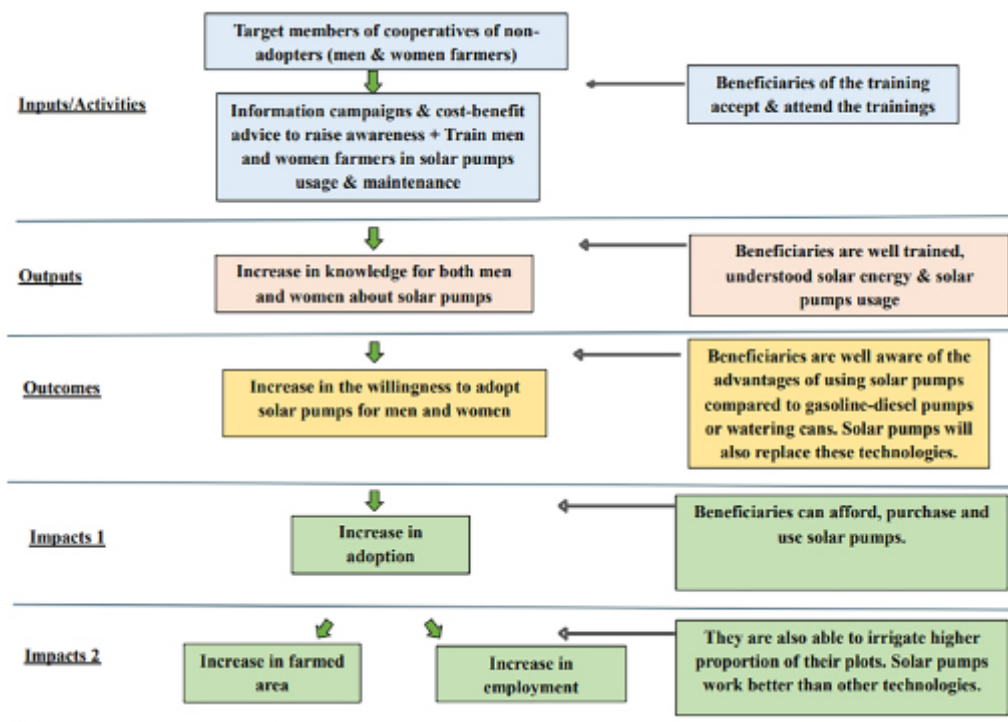 Target members of cooperatives of non-
adopters (men & women farmers)
Inputs/Activities
Beneficiaries of the training
accept & attend the trainings
Information campaigns & cost-benefit
advice to raise awareness + Train men
and women farmers in solar pumps
usage & maintenance
Outputs
Increase in knowledge for both men
and women about solar pumps
Beneficiaries are well trained,
understood solar energy & solar
pumps usage
Outcomes
Increase in the willingness to adopt
solar pumps for men and women
Beneficiaries are well aware of the
advantages of using solar pumps
compared to gasoline-diesel pumps
or watering cans. Solar pumps will
also replace these technologies.
Impacts 1
Increase in
adoption
Beneficiaries can afford, purchase and
use solar pumps.
Impacts 2
Increase in farmed
area
Increase in
employment
They are also able to irrigate higher
proportion of their plots. Solar pumps
work better than other technologies.